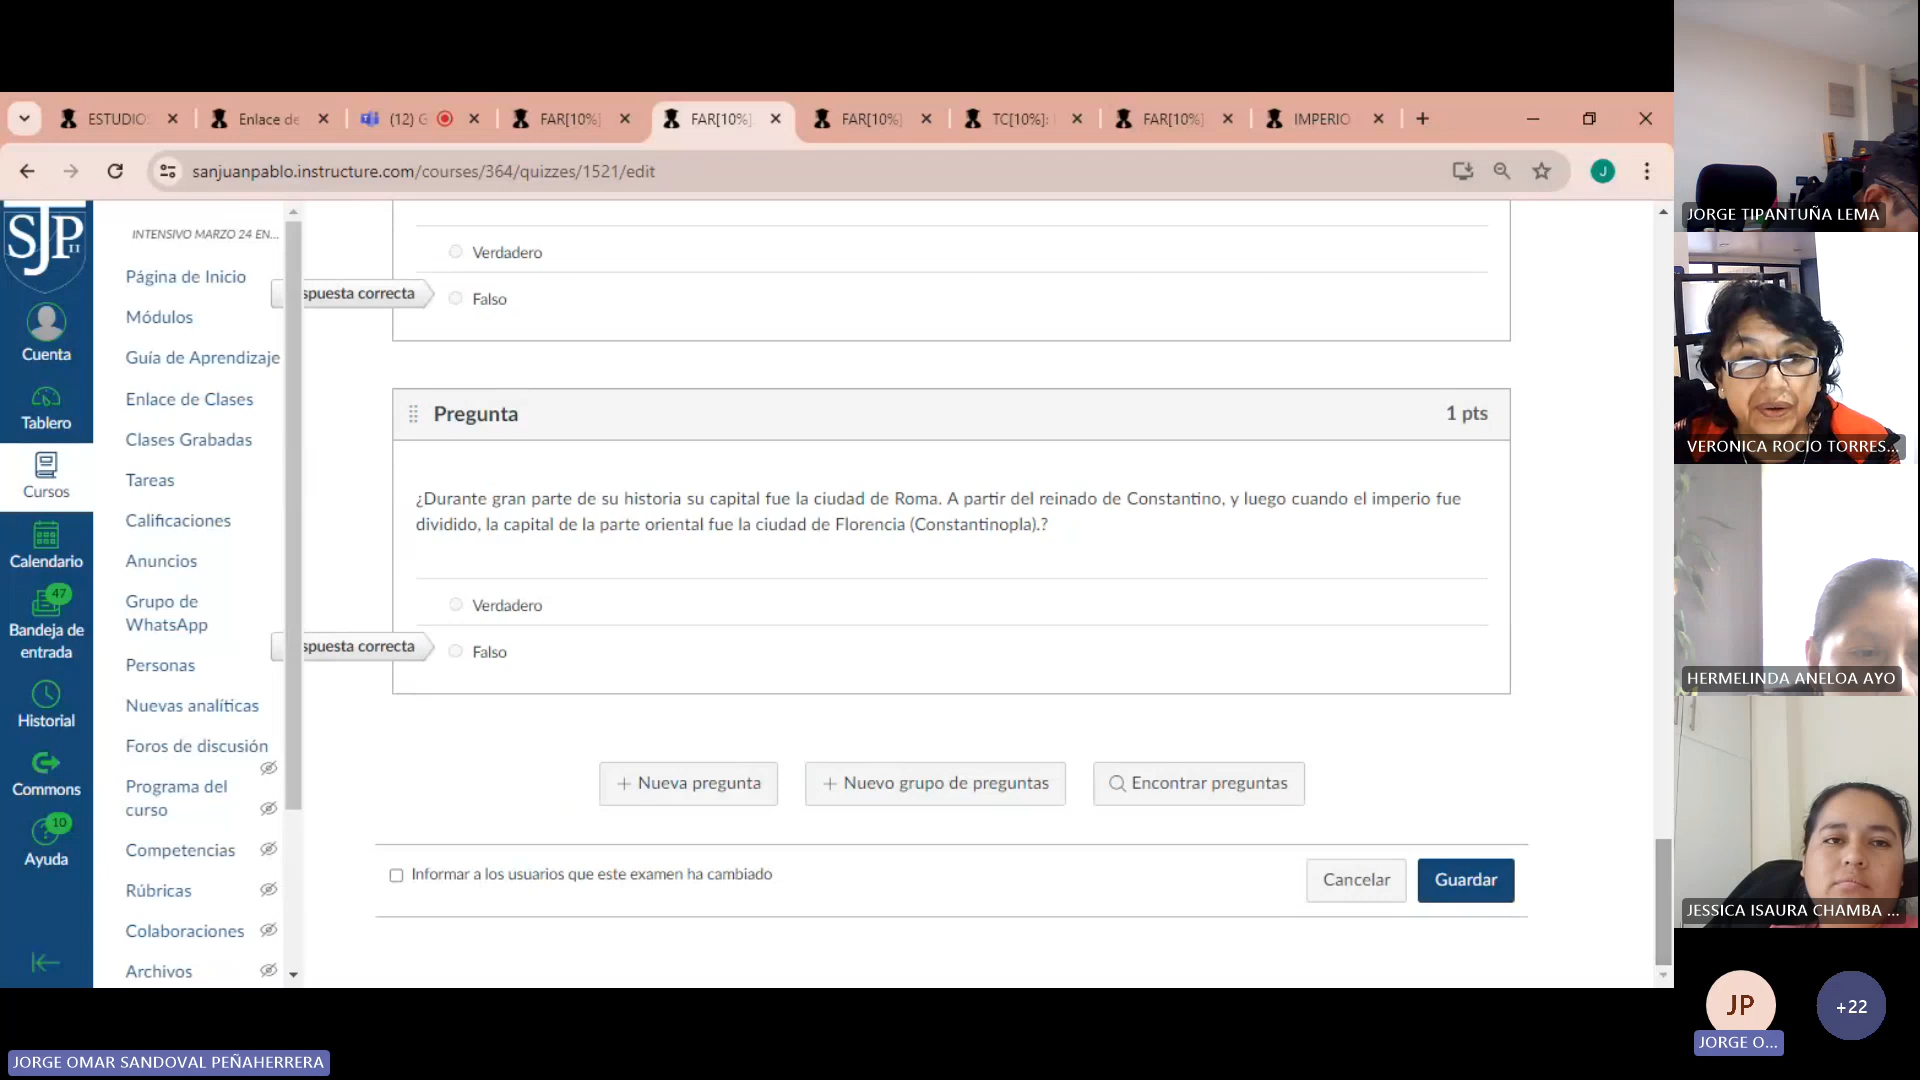 ESTUDIO
Enlace de
(12) G
FAR[10%]
FAR[10%]
FAR[10%]
TC[10%]:
FAR[10%]
IMPERIO
sanjuanpablo.instructure.com/courses/364/quizzes/1521/edit
J
SJP II
Cuenta
Tablero
Cursos
Calendario
47
Bandeja de
entrada
Historial
Commons
10
Ayuda
INTENSIVO MARZO 24 EN...
Página de Inicio
Módulos
Guía de Aprendizaje
Enlace de Clases
Clases Grabadas
Tareas
Calificaciones
Anuncios
Grupo de
WhatsApp
Personas
Nuevas analíticas
Foros de discusión
Programa del
curso
Competencias
Rúbricas
Colaboraciones
Archivos
Verdadero
spuesta correcta
Falso
Pregunta
1 pts
¿Durante gran parte de su historia su capital fue la ciudad de Roma. A partir del reinado de Constantino, y luego cuando el imperio fue
dividido, la capital de la parte oriental fue la ciudad de Florencia (Constantinopla).?
Verdadero
spuesta correcta
Falso
+ Nueva pregunta
+ Nuevo grupo de preguntas
Encontrar preguntas
Informar a los usuarios que este examen ha cambiado
Cancelar
Guardar
JORGE TIPANTUÑA LEMA
VERONICA ROCIO TORRES...
HERMELINDA ANELOA AYO
JESSICA ISAURA CHAMBA ...
JP
+22
JORGE O...
JORGE OMAR SANDOVAL PEÑAHERRERA